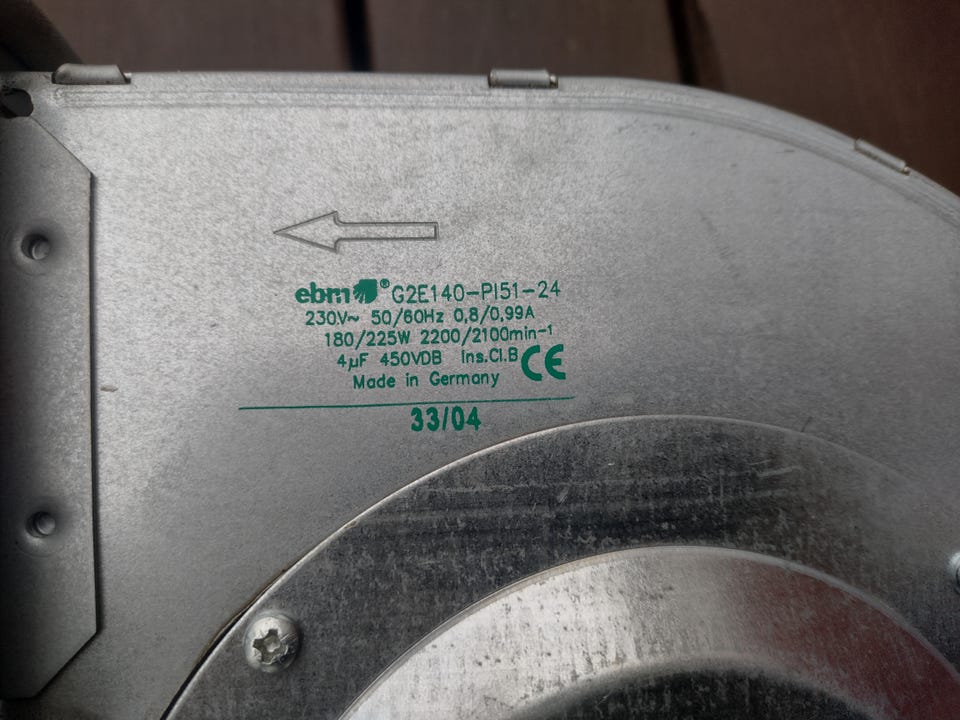 ebm® G2E140-PI51-24
230V~ 50/60Hz 0,8/0,99A
180/225W 2200/2100min⁻¹
4µF 450VDB Ins.Cl.B CE
Made in Germany
33/04